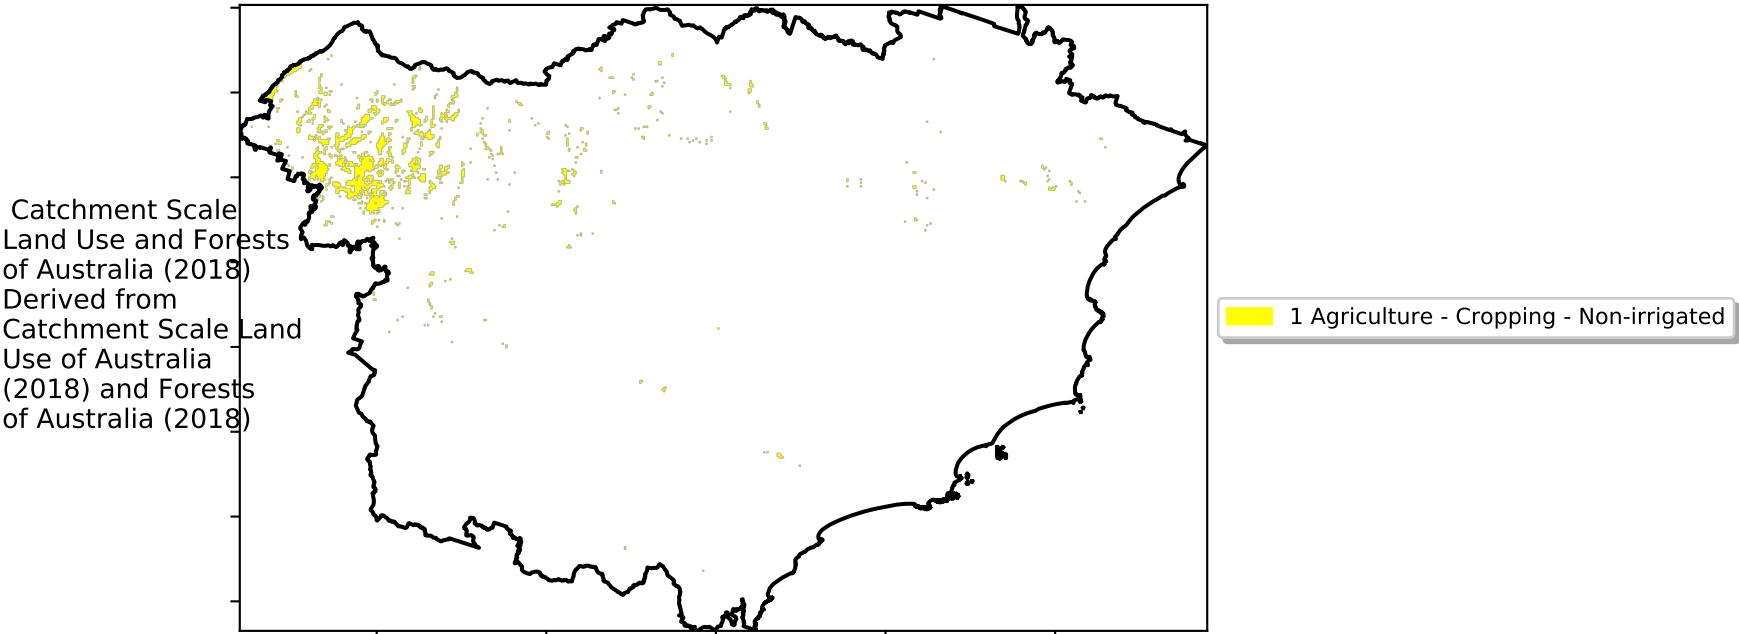 Catchment Scale
Land Use and Forests
of Australia (2018)
Derived from
Catchment Scale Land
Use of Australia
(2018) and Forests
of Australia (2018)
1 Agriculture - Cropping - Non-irrigated